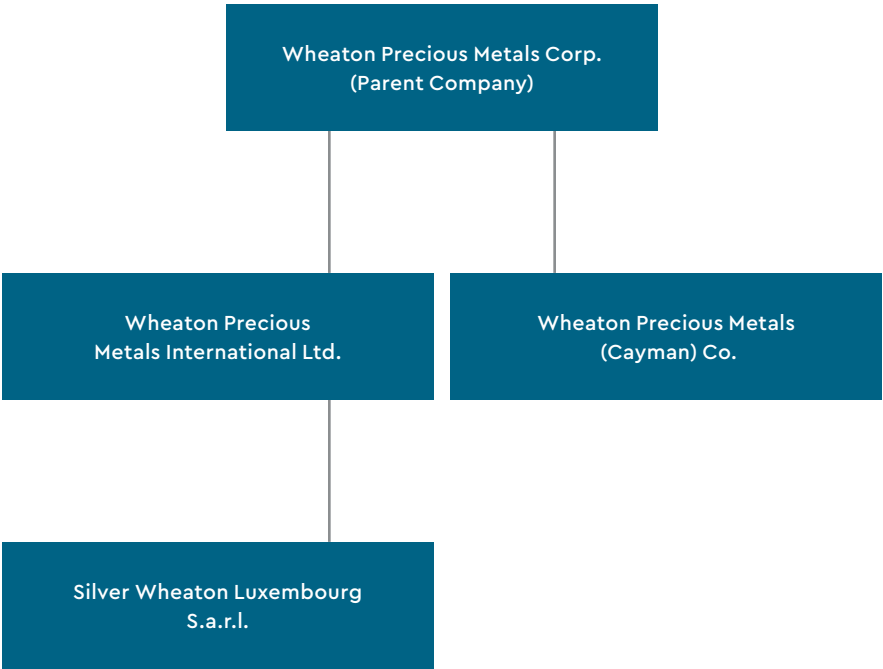 Wheaton Precious Metals Corp.
(Parent Company)
Wheaton Precious
Metals International Ltd.
Wheaton Precious Metals
(Cayman) Co.
Silver Wheaton Luxembourg
S.a.r.l.